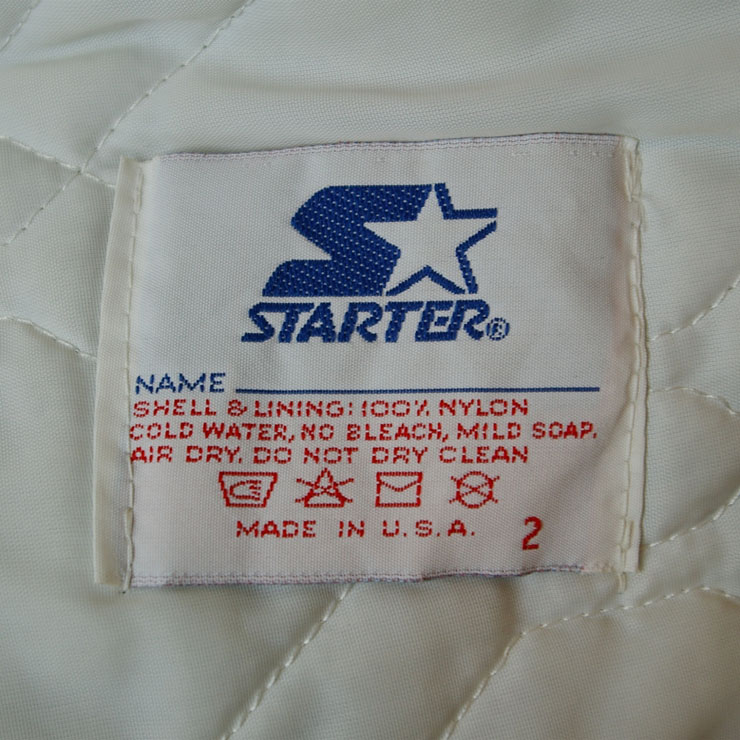 STARTER®
NAME
SHELL & LINING: 100% NYLON
COLD WATER, NO BLEACH, MILD SOAP.
AIR DRY. DO NOT DRY CLEAN
MADE IN U.S.A. 2